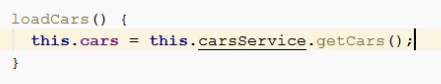 loadCars() {
this.cars = this.carsService.getCars();
}